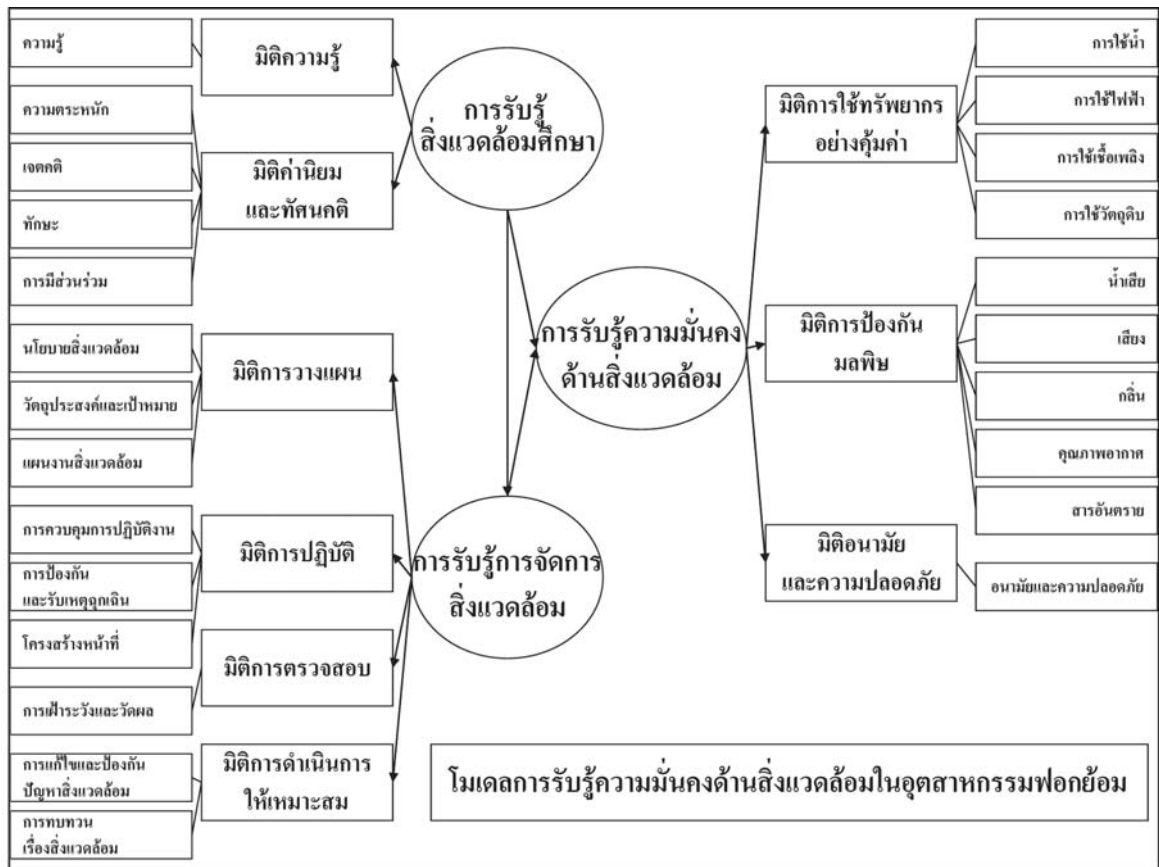 ความรู้
ความตระหนัก
เจตคติ
ทักษะ
การมีส่วนร่วม
นโยบายสิ่งแวดล้อม
วัตถุประสงค์และเป้าหมาย
แผนงานสิ่งแวดล้อม
การควบคุมการปฏิบัติงาน
การป้องกัน
และรับเหตุฉุกเฉิน
โครงสร้างหน้าที่
การเฝ้าระวังและวัดผล
การแก้ไขและป้องกัน
ปัญหาสิ่งแวดล้อม
การทบทวน
เรื่องสิ่งแวดล้อม
มิติความรู้
มิติค่านิยม
และทัศนคติ
มิติการวางแผน
มิติการปฏิบัติ
มิติการตรวจสอบ
มิติการดำเนินการ
ให้เหมาะสม
การรับรู้
สิ่งแวดล้อมศึกษา
การรับรู้ความมั่นคง
ด้านสิ่งแวดล้อม
การรับรู้การจัดการ
สิ่งแวดล้อม
มิติการใช้ทรัพยากร
อย่างคุ้มค่า
มิติการป้องกัน
มลพิษ
มิติอนามัย
และความปลอดภัย
การใช้น้ำ
การใช้ไฟฟ้า
การใช้เชื้อเพลิง
การใช้วัตถุดิบ
น้ำเสีย
เสียง
กลิ่น
คุณภาพอากาศ
สารอันตราย
อนามัยและความปลอดภัย
โมเดลการรับรู้ความมั่นคงด้านสิ่งแวดล้อมในอุตสาหกรรมฟอกย้อม